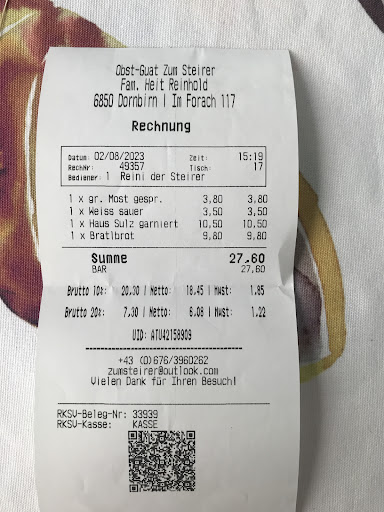 Obst-Guat Zum Steirer
Fam. Heit Reinhold
6850 Dornbirn | Im Forach 117
Rechnung
Datum: 02/08/2023 Zeit: 15:19
RechNr: 49357 Tisch: 17
Bediener: 1 Reini der Steirer
1 x gr. Most gespr. 3,80 3,80
1 x Weiss sauer 3,50 3,50
1 x Haus Sulz garniert 10,50 10,50
1 x Bratlbrot 9,80 9,80
Summe 27,60
BAR 27,60
Brutto 10%: 20,30 | Netto: 18,45 | Mwst: 1,85
Brutto 20%: 7,30 | Netto: 6,08 | Mwst: 1,22
UID: ATU42158909
+43 (0)676/3960262
zumsteirer@outlook.com
Vielen Dank für Ihren Besuch!
RKSV-Beleg-Nr: 33939
RKSV-Kasse: KASSE